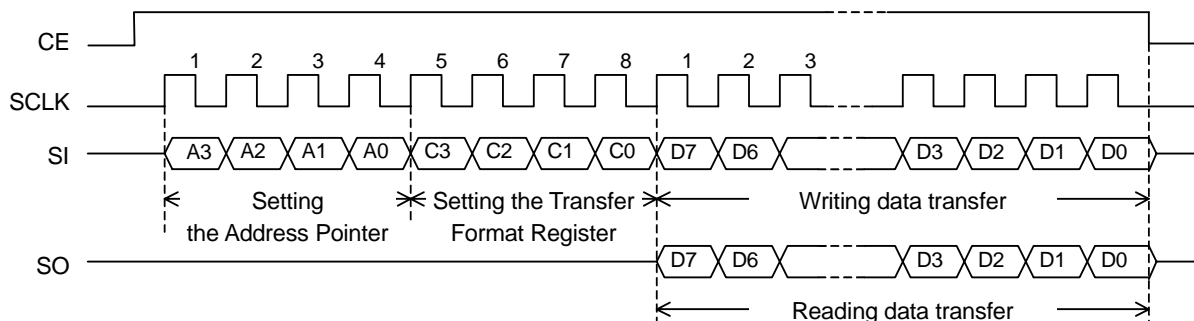 CE
1 2 3 4 5 6 7 8 1 2 3
SCLK
SI A3 A2 A1 A0 C3 C2 C1 C0 D7 D6 D3 D2 D1 D0
Setting Setting the Transfer Writing data transfer
the Address Pointer Format Register
SO D7 D6 D3 D2 D1 D0
Reading data transfer